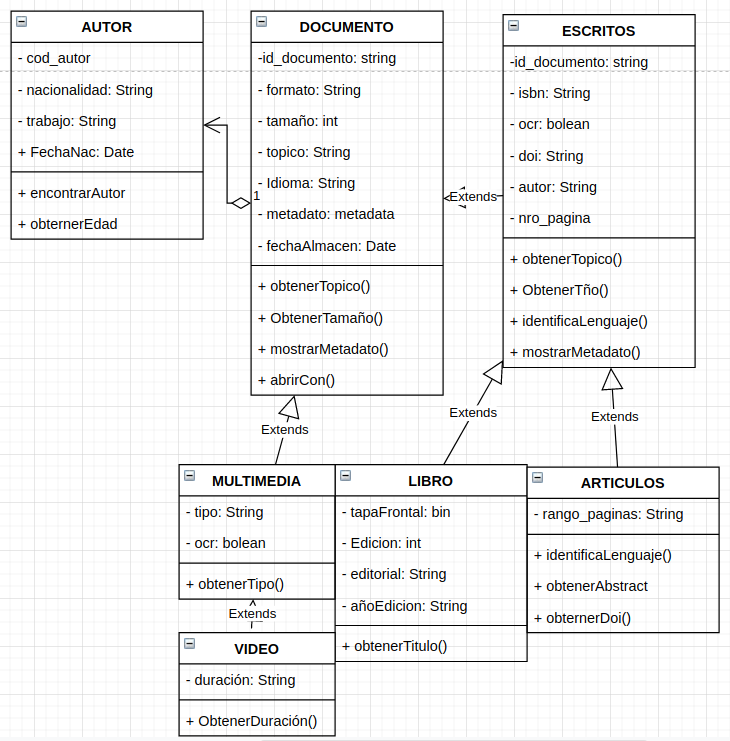 AUTOR
- cod_autor
- nacionalidad: String
- trabajo: String
+ FechaNac: Date
+ encontrarAutor
+ obternerEdad
1
DOCUMENTO
-id_documento: string
- formato: String
- tamaño: int
- topico: String
- Idioma: String
- metadato: metadata
- fechaAlmacen: Date
+ obtenerTopico()
+ ObtenerTamaño()
+ mostrarMetadato()
+ abrirCon()
Extends
ESCRITOS
-id_documento: string
- isbn: String
- ocr: bolean
- doi: String
- autor: String
- nro_pagina
+ obtenerTopico()
+ ObtenerTño()
+ identificaLenguaje()
+ mostrarMetadato()
Extends
Extends
Extends
MULTIMEDIA
- tipo: String
- ocr: bolean
+ obtenerTipo()
Extends
VIDEO
- duración: String
+ ObtenerDuración()
LIBRO
- tapaFrontal: bin
- Edicion: int
- editorial: String
- añoEdicion: String
+ obtenerTitulo()
ARTICULOS
- rango_paginas: String
+ identificaLenguaje()
+ obtenerAbstract
+ obternerDoi()